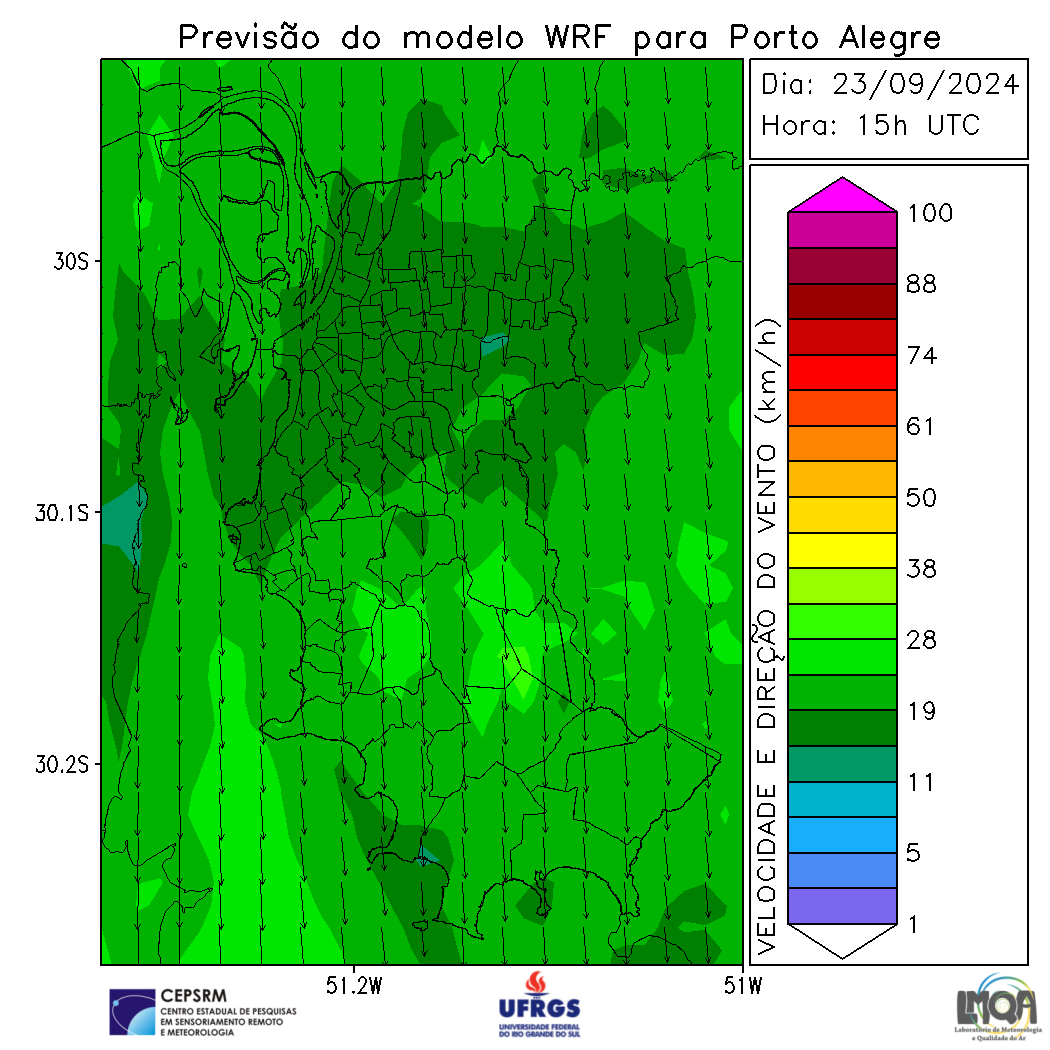 Previsão do modelo WRF para Porto Alegre
Dia: 23/09/2024
Hora: 15h UTC
30S
30.1S
30.2S
51.2W
51W
VELOCIDADE E DIREÇÃO DO VENTO (km/h)
100
88
74
61
50
38
28
19
11
5
1
CEPSRM
CENTRO ESTADUAL DE PESQUISAS
EM SENSORIAMENTO REMOTO
E METEOROLOGIA
UFRGS
UNIVERSIDADE FEDERAL
DO RIO GRANDE DO SUL
LMQA
Laboratório de Meteorologia
e Qualidade do Ar